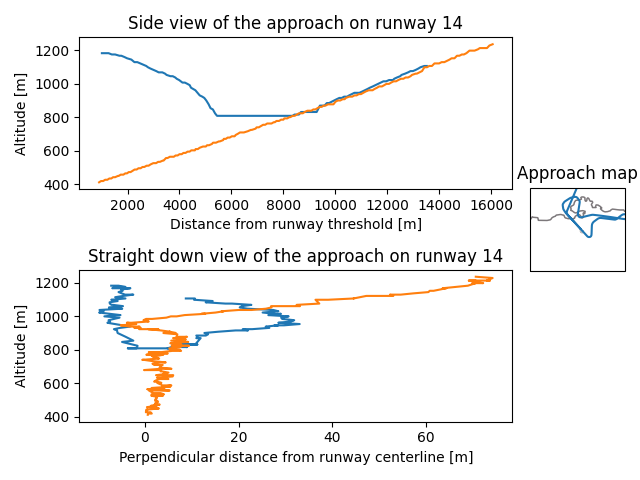 Side view of the approach on runway 14
1200
1000
800
600
400
Altitude [m]
2000 4000 6000 8000 10000 12000 14000 16000
Distance from runway threshold [m]
Approach map
Straight down view of the approach on runway 14
1200
1000
800
600
400
Altitude [m]
0 20 40 60
Perpendicular distance from runway centerline [m]